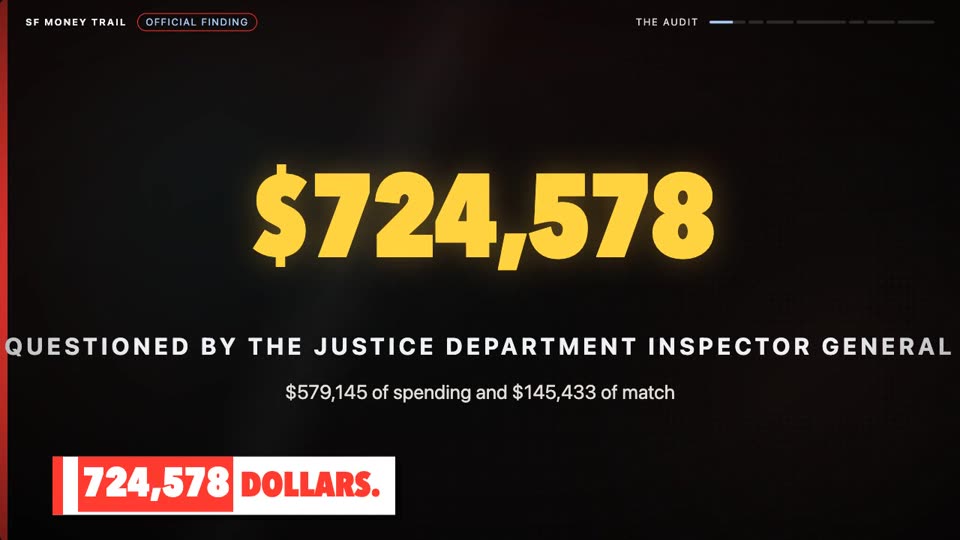 SF MONEY TRAIL OFFICIAL FINDING THE AUDIT
$724,578
QUESTIONED BY THE JUSTICE DEPARTMENT INSPECTOR GENERAL
$579,145 of spending and $145,433 of match
724,578 DOLLARS.